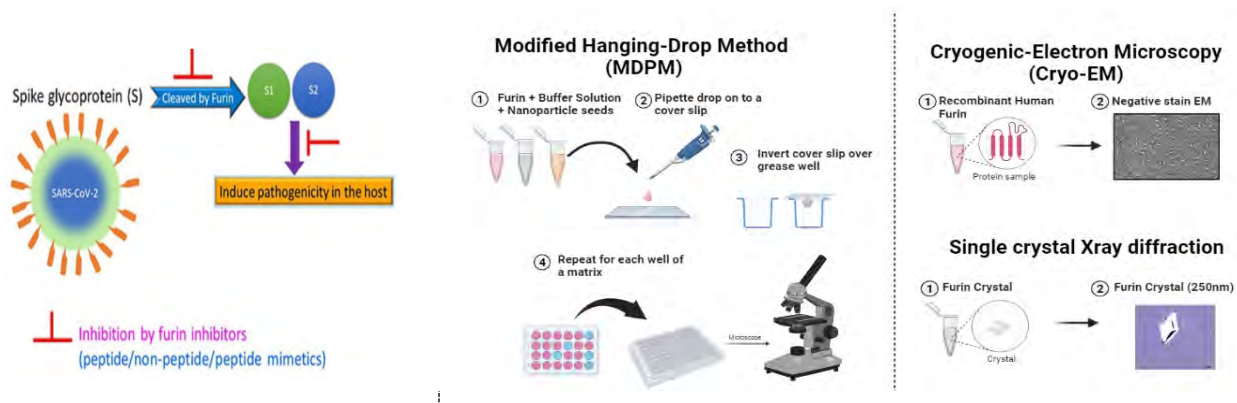 Spike glycoprotein (S)
Cleaved by Furin
S1
S2
SARS-CoV-2
Induce pathogenicity in the host
Inhibition by furin inhibitors
(peptide/non-peptide/peptide mimetics)
Modified Hanging-Drop Method
(MDPM)
1 Furin + Buffer Solution
+ Nanoparticle seeds
2 Pipette drop on to a
cover slip
3 Invert cover slip over
grease well
4 Repeat for each well of
a matrix
Microscope
Cryogenic-Electron Microscopy
(Cryo-EM)
1 Recombinant Human
Furin
Protein sample
2 Negative stain EM
Single crystal Xray diffraction
1 Furin Crystal
Crystal
2 Furin Crystal (250nm)